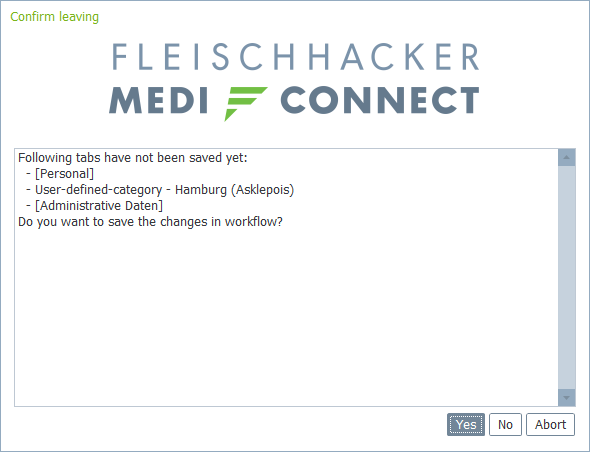 Confirm leaving
FLEISCHHACKER
MEDI CONNECT
Following tabs have not been saved yet:
- [Personal]
- User-defined-category - Hamburg (Asklepois)
- [Administrative Daten]
Do you want to save the changes in workflow?
Yes No Abort